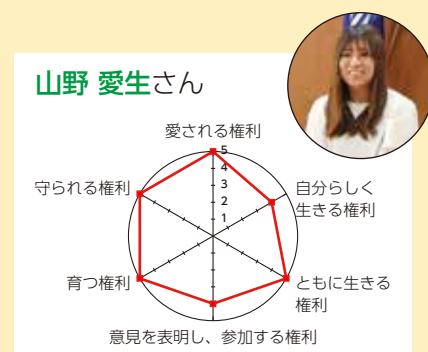 山野 愛生さん
愛される権利
5
4
3
2
1
守られる権利
自分らしく
生きる権利
育つ権利
ともに生きる
権利
意見を表明し、参加する権利